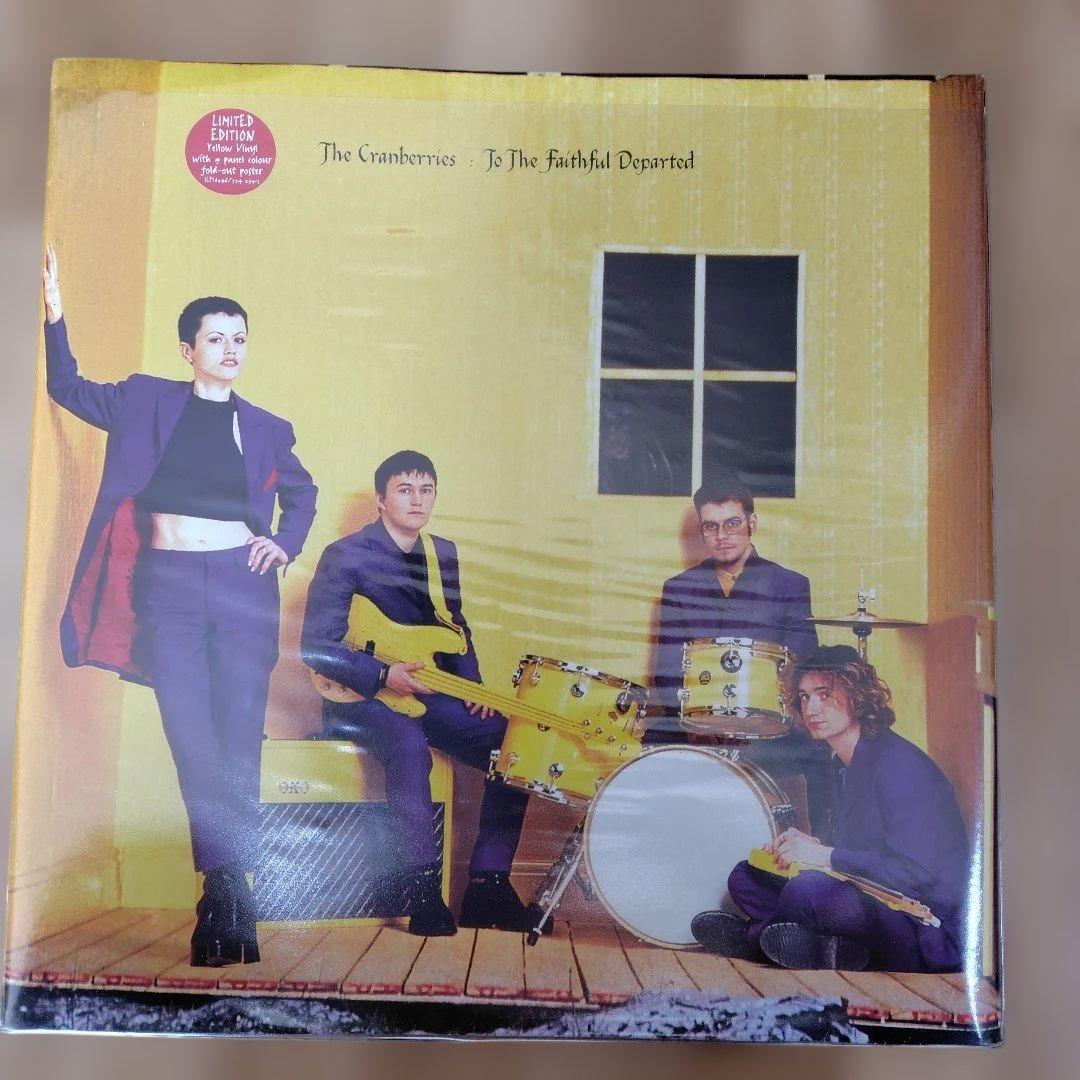 LIMITED
EDITION
Yellow Vinyl
with 9 panel colour
fold-out poster
The Cranberries : To The Faithful Departed